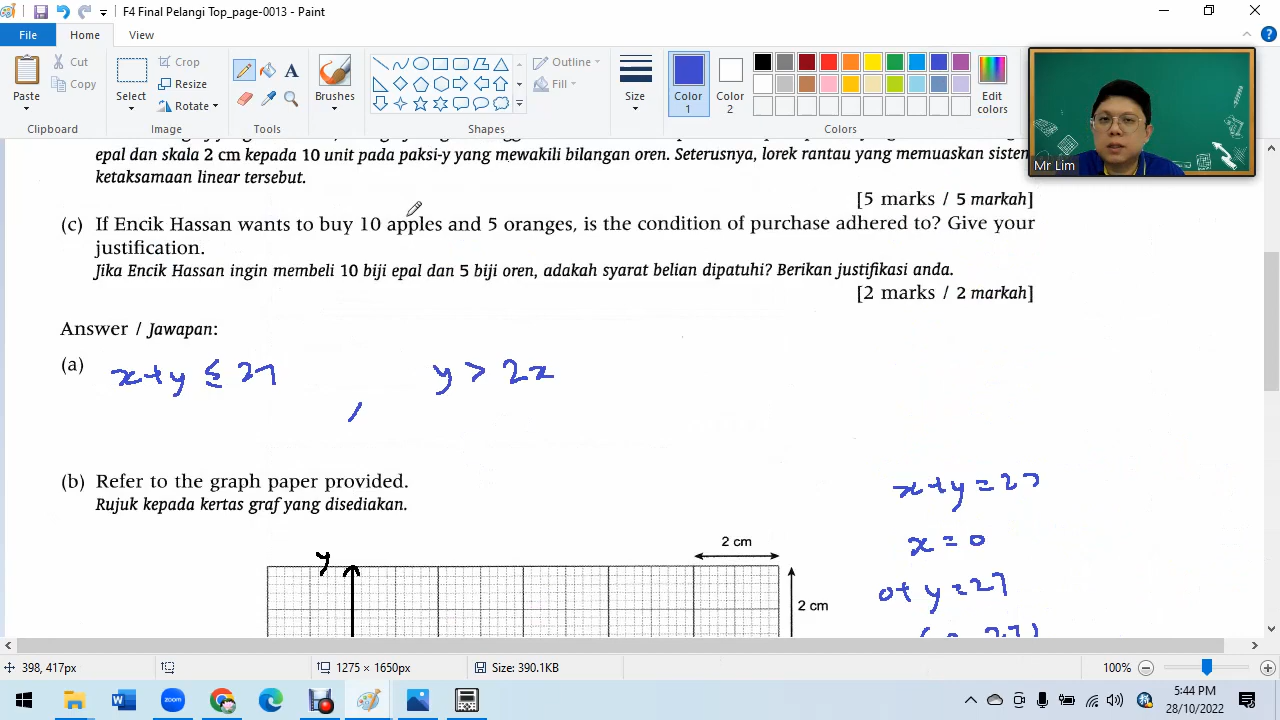 F4 Final Pelangi Top_page-0013 - Paint
File Home View
Paste Cut Copy Clipboard
Select Crop Resize Rotate Image
Tools
Brushes
Outline Fill Shapes
Size
Color 1 Color 2 Edit colors Colors
Mr Lim
epal dan skala 2 cm kepada 10 unit pada paksi-y yang mewakili bilangan oren. Seterusnya, lorek rantau yang memuaskan sistem
ketaksamaan linear tersebut.
[5 marks / 5 markah]
(c) If Encik Hassan wants to buy 10 apples and 5 oranges, is the condition of purchase adhered to? Give your
justification.
Jika Encik Hassan ingin membeli 10 biji epal dan 5 biji oren, adakah syarat belian dipatuhi? Berikan justifikasi anda.
[2 marks / 2 markah]
Answer / Jawapan:
(a) x+y ≤ 27 , y > 2x
(b) Refer to the graph paper provided.
Rujuk kepada kertas graf yang disediakan.
x+y=27
x = 0
0+y=27
y
2 cm
2 cm
398, 417px
1275 × 1650px
Size: 390.1KB
100%
5:44 PM
28/10/2022